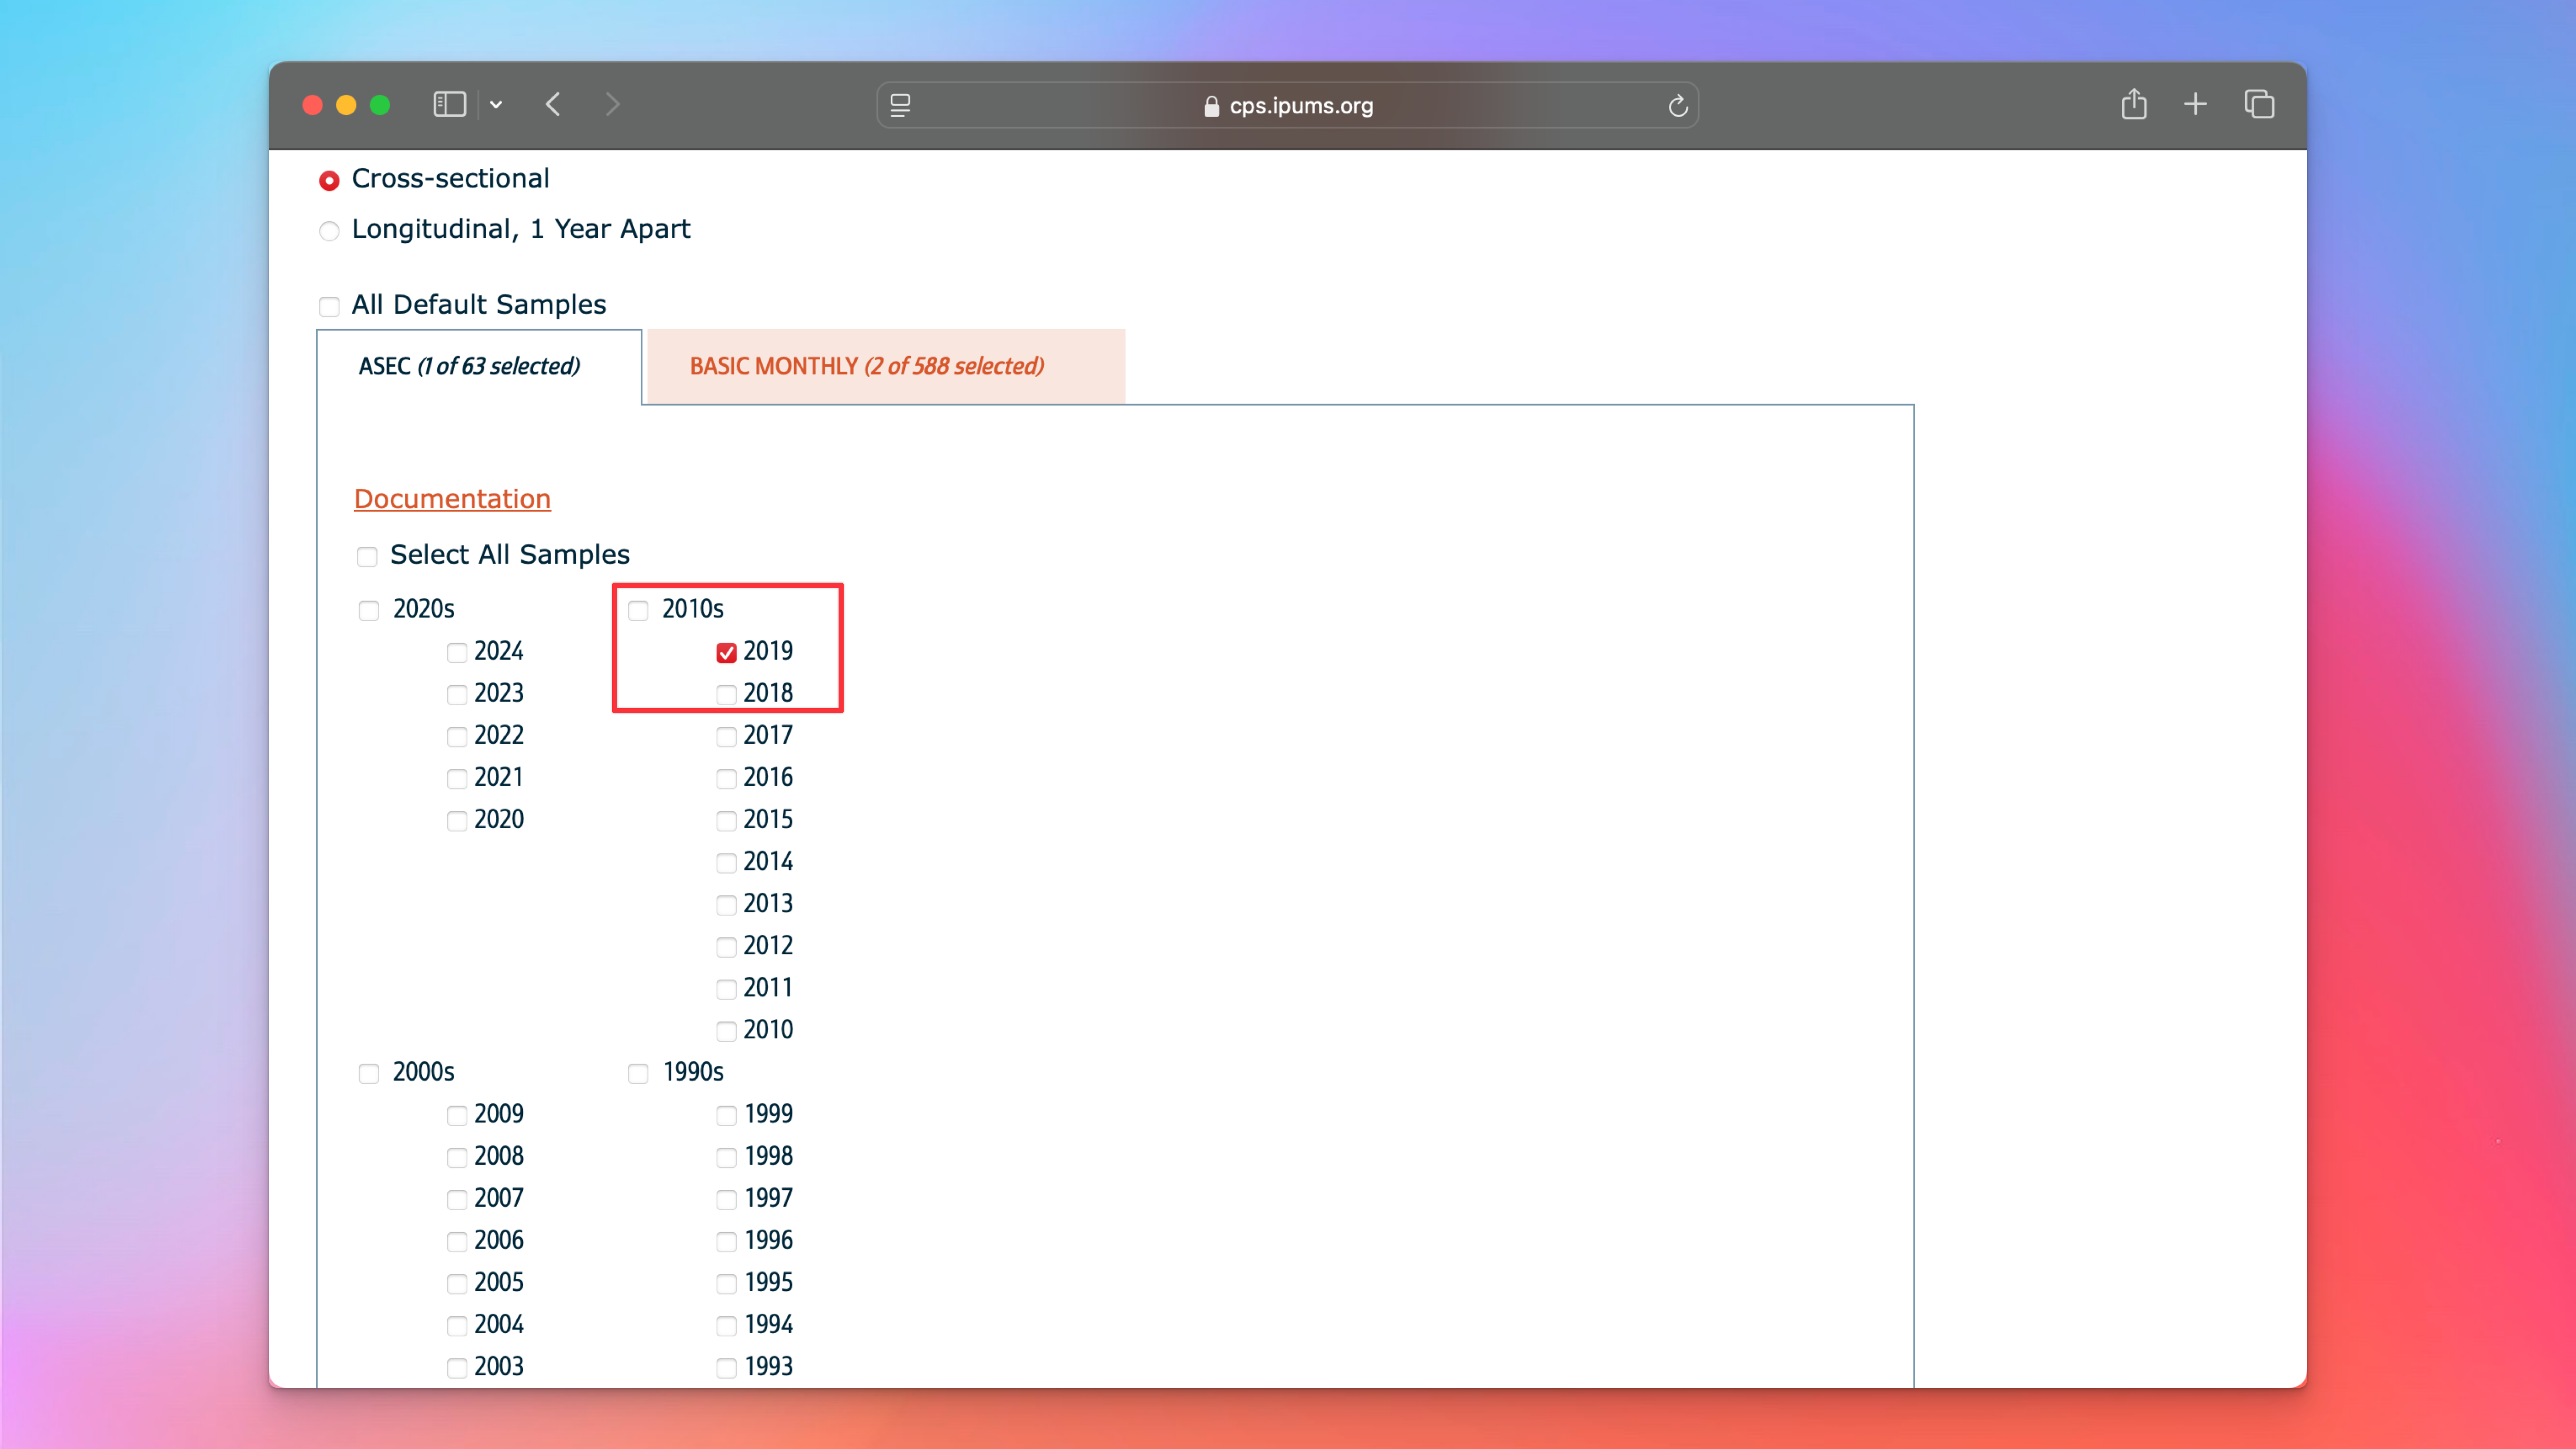 cps.ipums.org
Cross-sectional
Longitudinal, 1 Year Apart
All Default Samples
ASEC (1 of 63 selected)
BASIC MONTHLY (2 of 588 selected)
Documentation
Select All Samples
2020s
2024
2023
2022
2021
2020
2010s
2019
2018
2017
2016
2015
2014
2013
2012
2011
2010
2000s
2009
2008
2007
2006
2005
2004
2003
1990s
1999
1998
1997
1996
1995
1994
1993